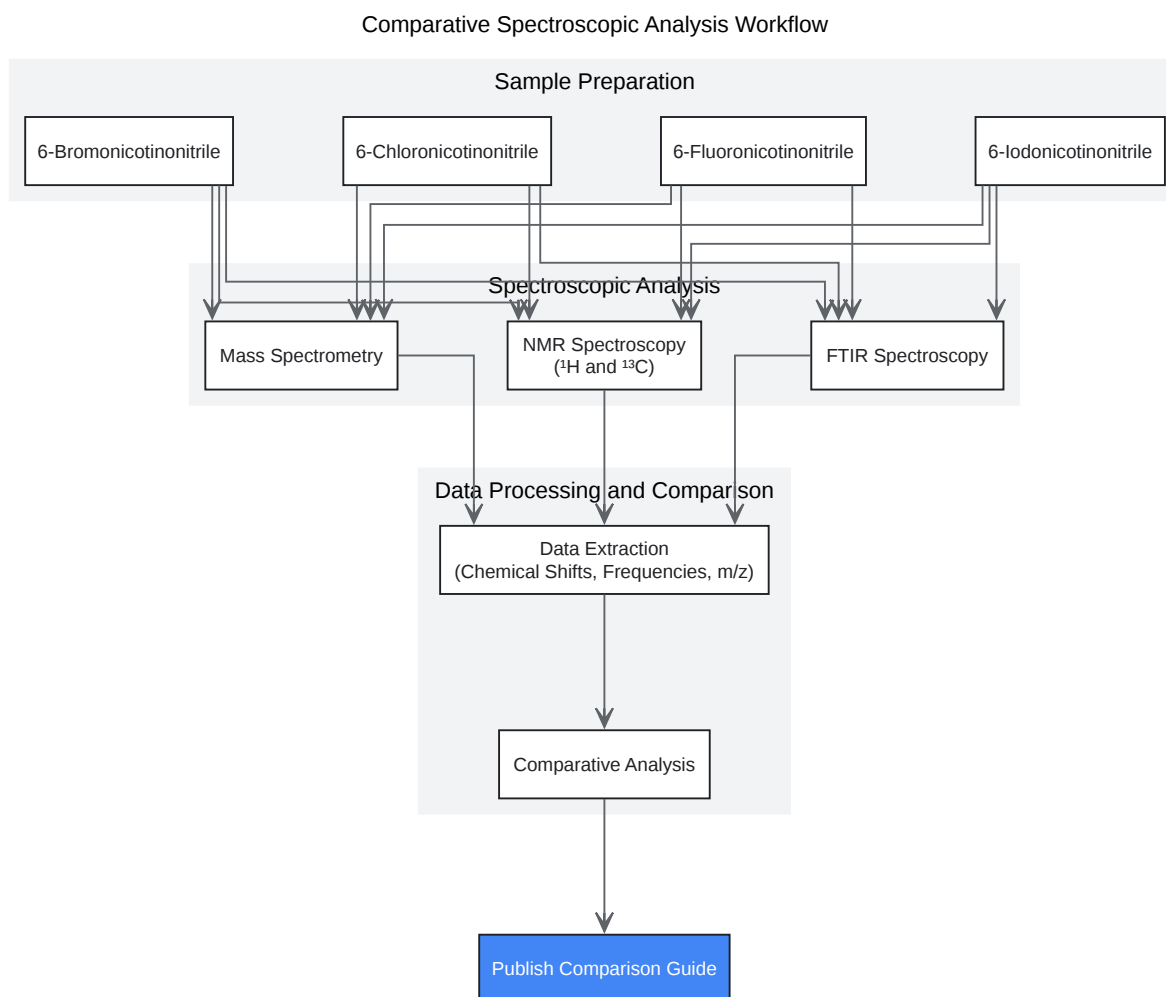 Comparative Spectroscopic Analysis Workflow
Sample Preparation
6-Bromonicotinonitrile
6-Chloronicotinonitrile
6-Fluoronicotinonitrile
6-Iodonicotinonitrile
Spectroscopic Analysis
Mass Spectrometry
NMR Spectroscopy
(¹H and ¹³C)
FTIR Spectroscopy
Data Processing and Comparison
Data Extraction
(Chemical Shifts, Frequencies, m/z)
Comparative Analysis
Publish Comparison Guide